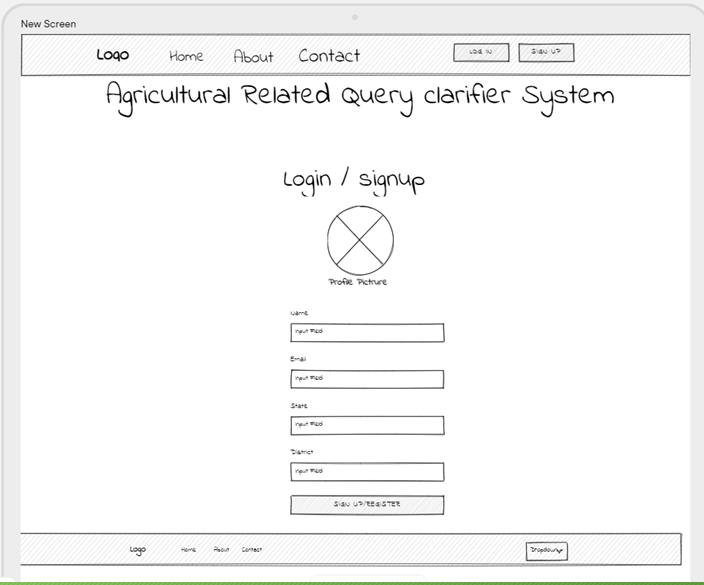 New Screen
Logo Home About Contact LOG IN SIGN UP
Agricultural Related Query clarifier System
Login / signup
Profile Pictrure
Name
Input Field
Email
Input Field
State
Input Field
District
Input Field
SIGN UP/REGISTER
Logo Home About Contact Dropdown